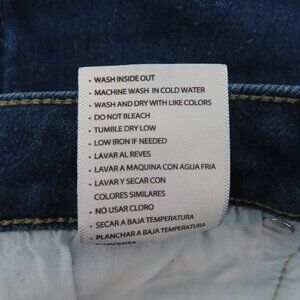 • WASH INSIDE OUT
• MACHINE WASH IN COLD WATER
• WASH AND DRY WITH LIKE COLORS
• DO NOT BLEACH
• TUMBLE DRY LOW
• LOW IRON IF NEEDED
• LAVAR AL REVES
• LAVAR A MAQUINA CON AGUA FRIA
• LAVAR Y SECAR CON
COLORES SIMILARES
• NO USAR CLORO
• SECAR A BAJA TEMPERATURA
• PLANCHAR A BAJA TEMPERATURA